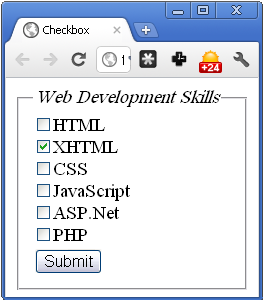 Checkbox
+24
Web Development Skills
HTML
XHTML
CSS
JavaScript
ASP.Net
PHP
Submit